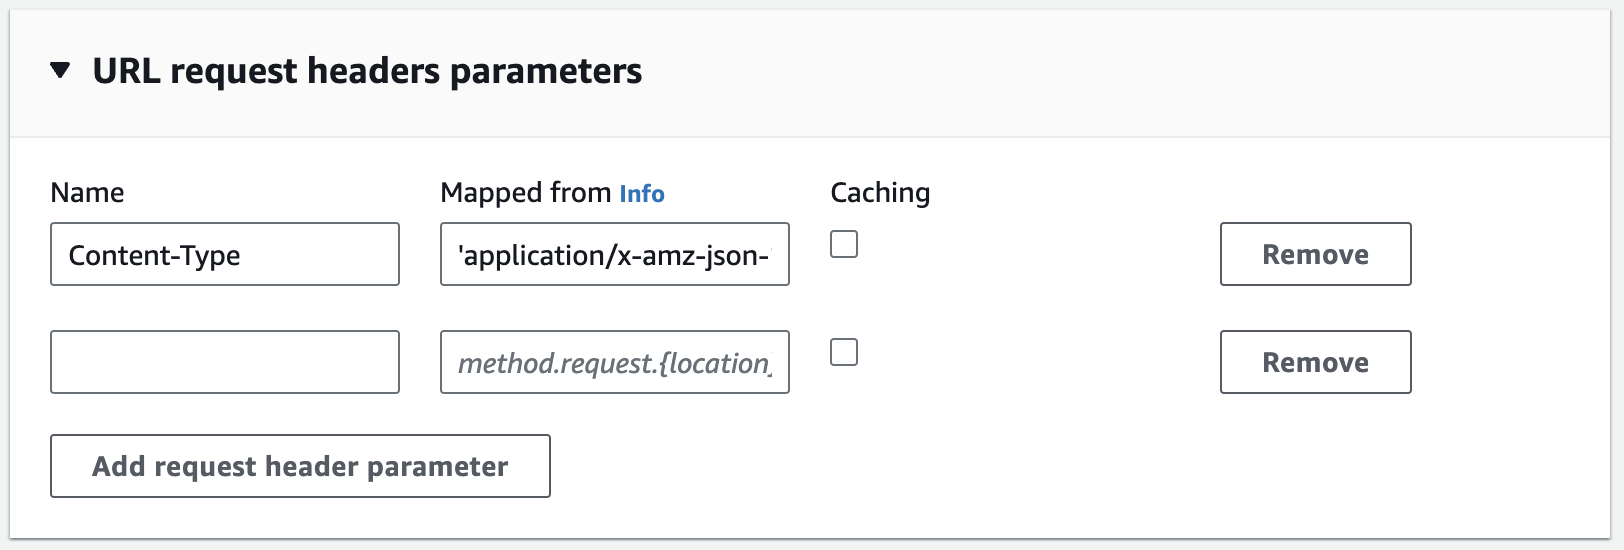 URL request headers parameters
Name Mapped from Info Caching
Content-Type 'application/x-amz-json- Remove
method.request.{location} Remove
Add request header parameter